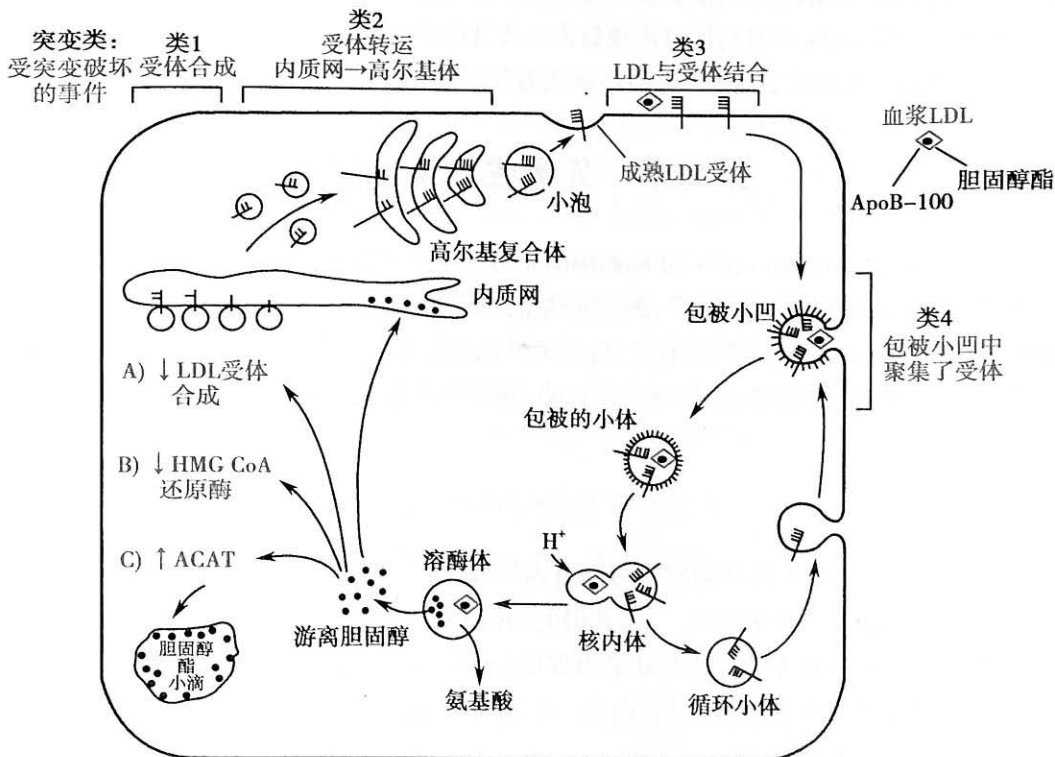 突变类：
受突变破坏
的事件
类1
受体合成
类2
受体转运
内质网→高尔基体
类3
LDL与受体结合
血浆LDL
ApoB-100
胆固醇酯
成熟LDL受体
小泡
高尔基复合体
内质网
包被小凹
类4
包被小凹中
聚集了受体
A) ↓LDL受体
合成
包被的小体
B) ↓HMG CoA
还原酶
H⁺
C) ↑ACAT
溶酶体
游离胆固醇
核内体
胆固醇
酯
小滴
氨基酸
循环小体